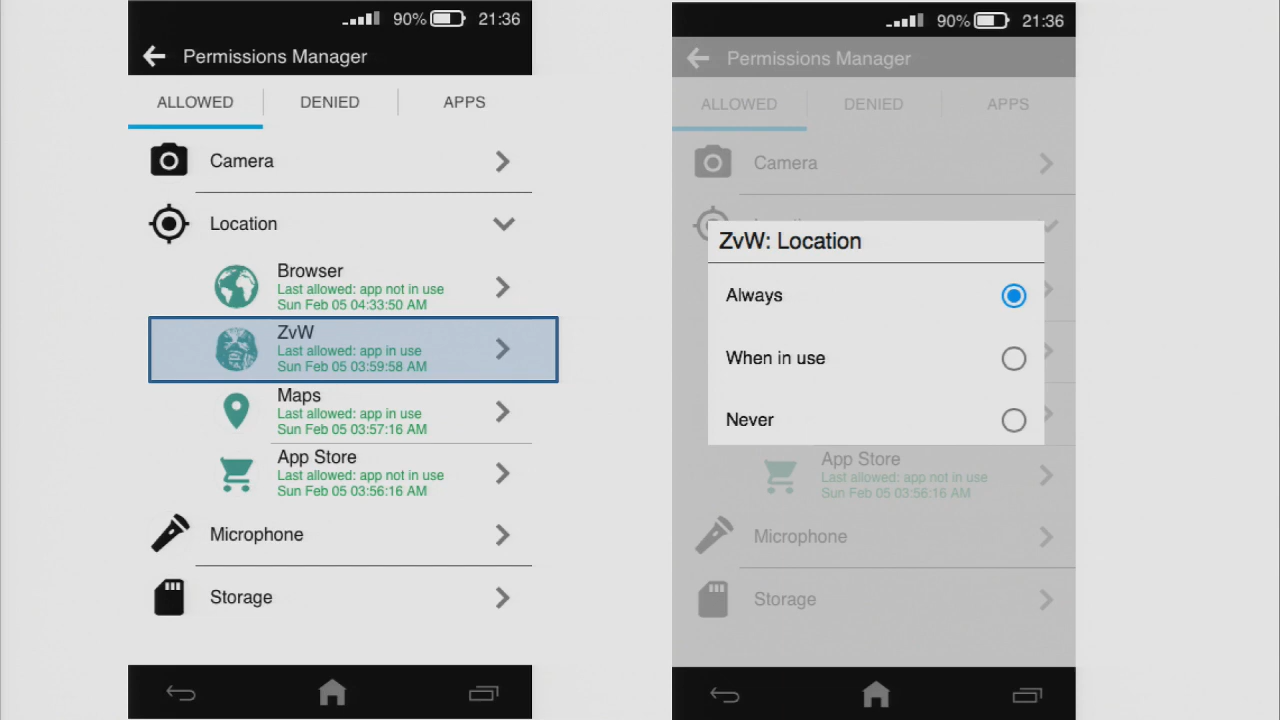 90% 21:36
Permissions Manager
ALLOWED DENIED APPS
Camera
Location
Browser
Last allowed: app not in use
Sun Feb 05 04:33:50 AM
ZvW
Last allowed: app in use
Sun Feb 05 03:59:58 AM
Maps
Last allowed: app in use
Sun Feb 05 03:57:16 AM
App Store
Last allowed: app not in use
Sun Feb 05 03:56:16 AM
Microphone
Storage
90% 21:36
Permissions Manager
ALLOWED DENIED APPS
Camera
ZvW: Location
Always
When in use
Never
App Store
Last allowed: app not in use
Sun Feb 05 03:56:16 AM
Microphone
Storage